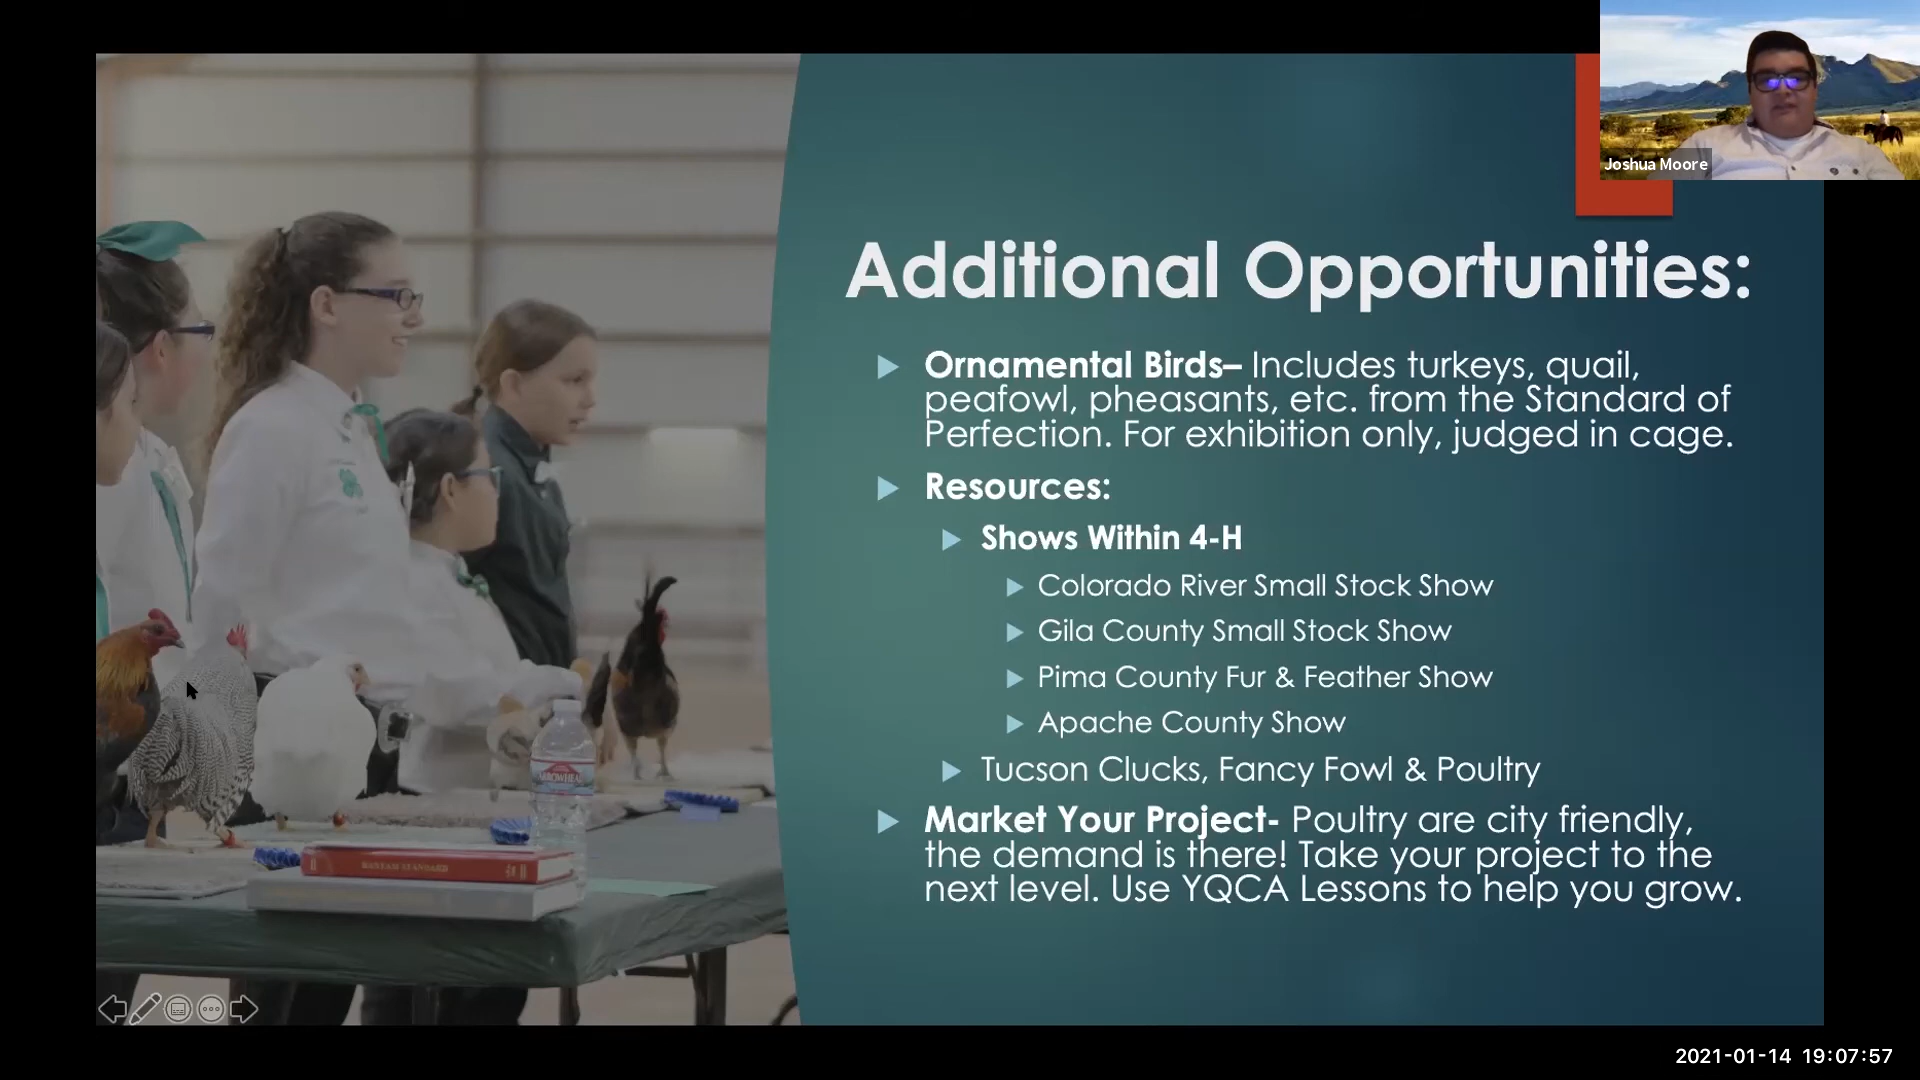 Joshua Moore
Additional Opportunities:
Ornamental Birds– Includes turkeys, quail,
peafowl, pheasants, etc. from the Standard of
Perfection. For exhibition only, judged in cage.
Resources:
Shows Within 4-H
Colorado River Small Stock Show
Gila County Small Stock Show
Pima County Fur & Feather Show
Apache County Show
Tucson Clucks, Fancy Fowl & Poultry
Market Your Project- Poultry are city friendly,
the demand is there! Take your project to the
next level. Use YQCA Lessons to help you grow.
ARROWHEAD
BANTAM STANDARD
2021-01-14 19:07:57